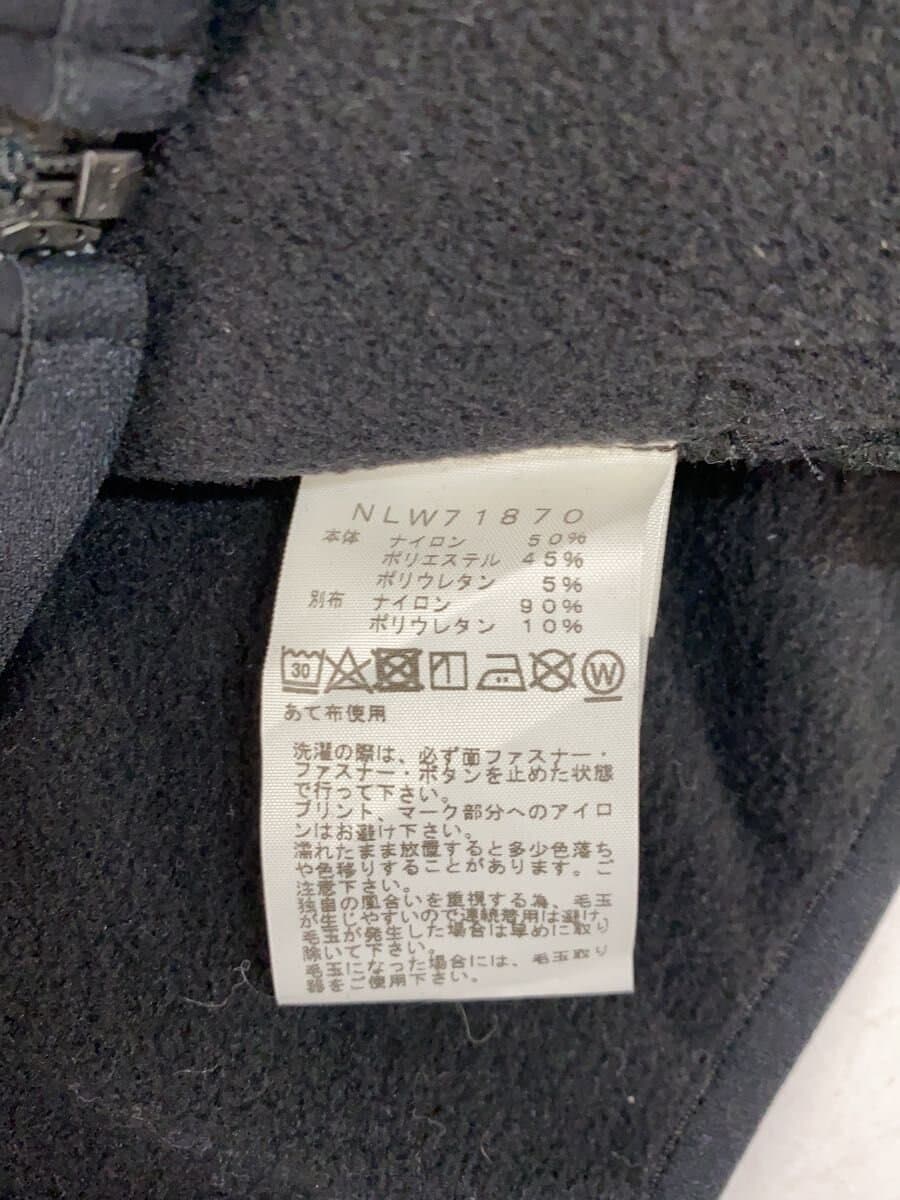 NLW71870
本体 ナイロン 50%
ポリエステル 45%
ポリウレタン 5%
別布 ナイロン 90%
ポリウレタン 10%
30 W
あて布使用
洗濯の際は、必ず面ファスナー・
ファスナー・ボタンを止めた状態
で行って下さい。
プリント、マーク部分へのアイロ
ンはお避け下さい。
濡れたまま放置すると多少色落ち
や色移りすることがあります。ご
注意下さい。
独自の風合いを重視する為、毛玉
が生じやすいので連続着用は避け、
毛玉が発生した場合は早めに取り
除いて下さい。
毛玉になった場合には、毛玉取り
器をご使用下さい。